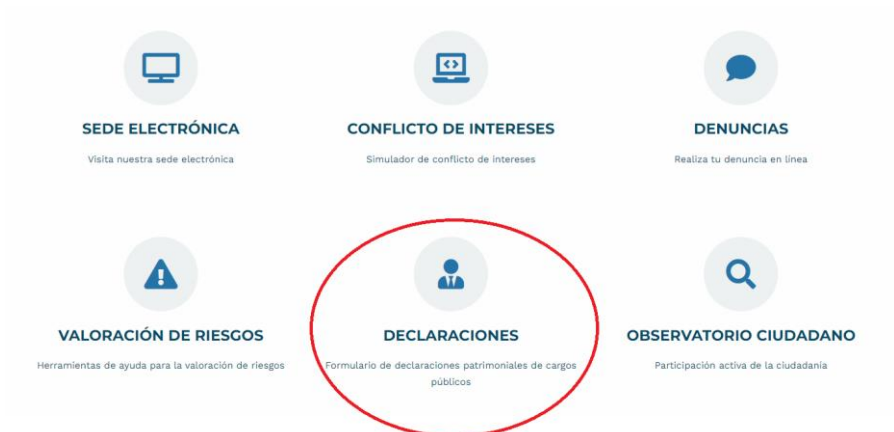 SEDE ELECTRÓNICA
Visita nuestra sede electrónica
CONFLICTO DE INTERESES
Simulador de conflicto de intereses
DENUNCIAS
Realiza tu denuncia en línea
VALORACIÓN DE RIESGOS
Herramientas de ayuda para la valoración de riesgos
DECLARACIONES
Formulario de declaraciones patrimoniales de cargos
públicos
OBSERVATORIO CIUDADANO
Participación activa de la ciudadanía